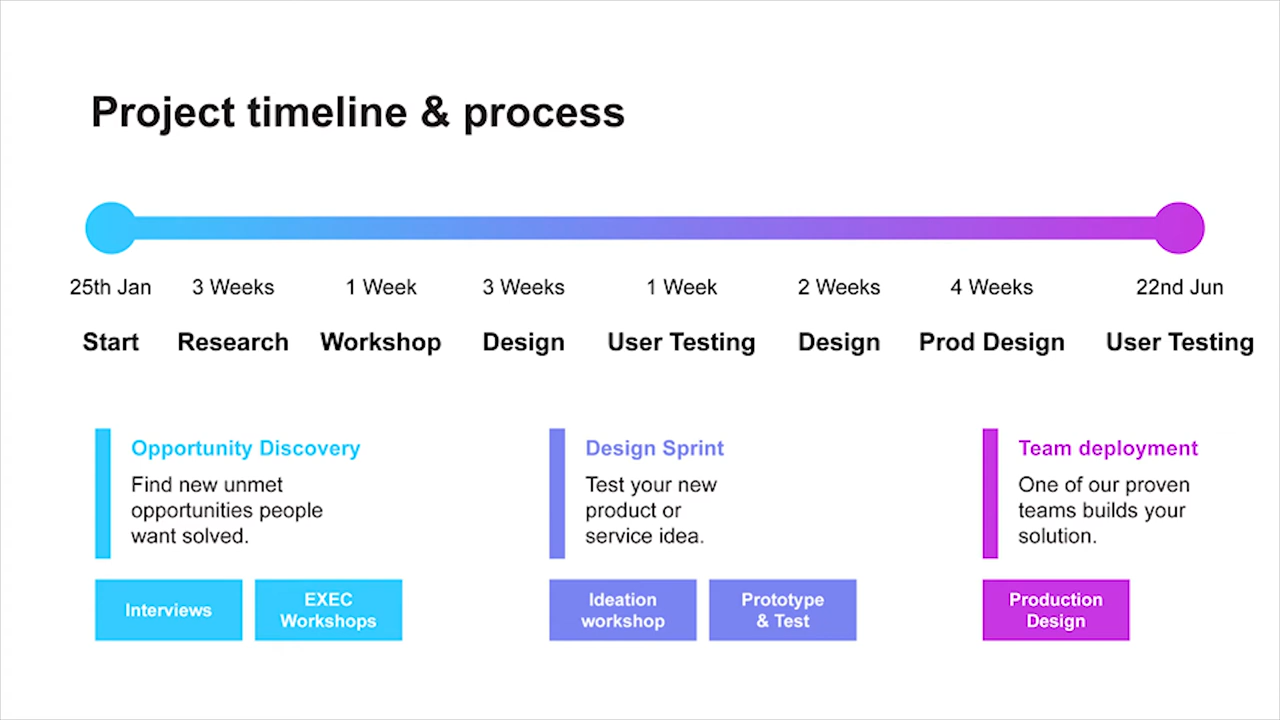 Project timeline & process
25th Jan 3 Weeks 1 Week 3 Weeks 1 Week 2 Weeks 4 Weeks 22nd Jun
Start Research Workshop Design User Testing Design Prod Design User Testing
Opportunity Discovery
Find new unmet
opportunities people
want solved.
Interviews
EXEC
Workshops
Design Sprint
Test your new
product or
service idea.
Ideation
workshop
Prototype
& Test
Team deployment
One of our proven
teams builds your
solution.
Production
Design